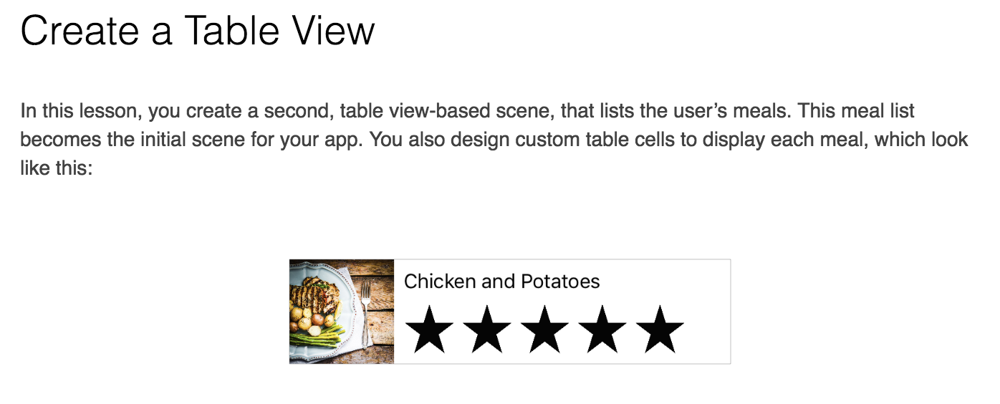 Create a Table View
In this lesson, you create a second, table view-based scene, that lists the user’s meals. This meal list
becomes the initial scene for your app. You also design custom table cells to display each meal, which look
like this:
Chicken and Potatoes